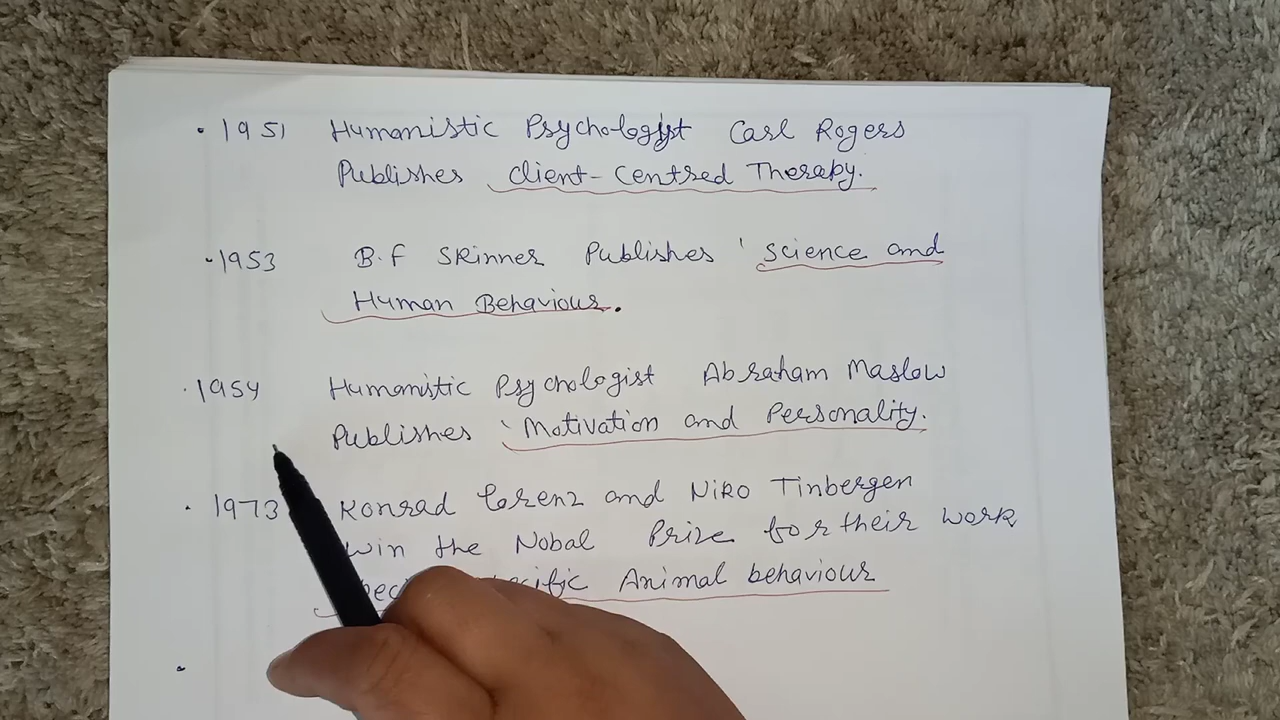 • 1951 Humanistic Psychologist Carl Rogers
Publishes Client-Centred Therapy.
• 1953 B.F Skinner Publishes 'Science and
Human Behaviour.
• 1954 Humanistic Psychologist Abraham Maslow
Publishes 'Motivation and Personality.
• 1973 Konrad Lorenz and Niko Tinbergen
win the Nobal Prize for their work
Animal behaviour